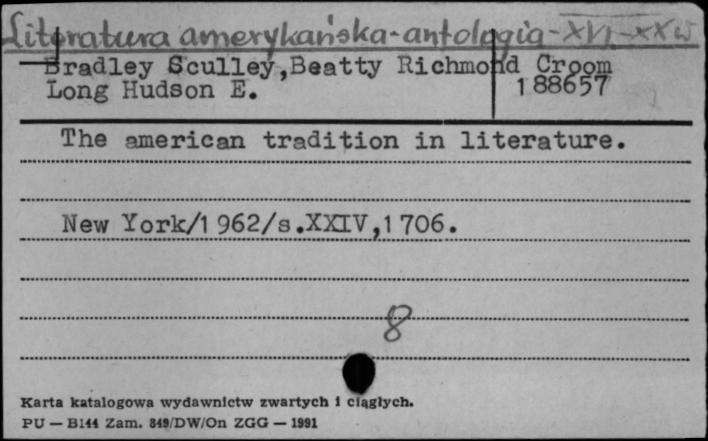 Literatura amerykańska-antologia-XVI-XXw
Bradley Sculley,Beatty Richmond Croom
Long Hudson E. 188657
The american tradition in literature.
New York/1962/s.XXIV,1706.
8
Karta katalogowa wydawnictw zwartych i ciągłych.
PU — B144 Zam. 849/DW/On ZGG — 1991